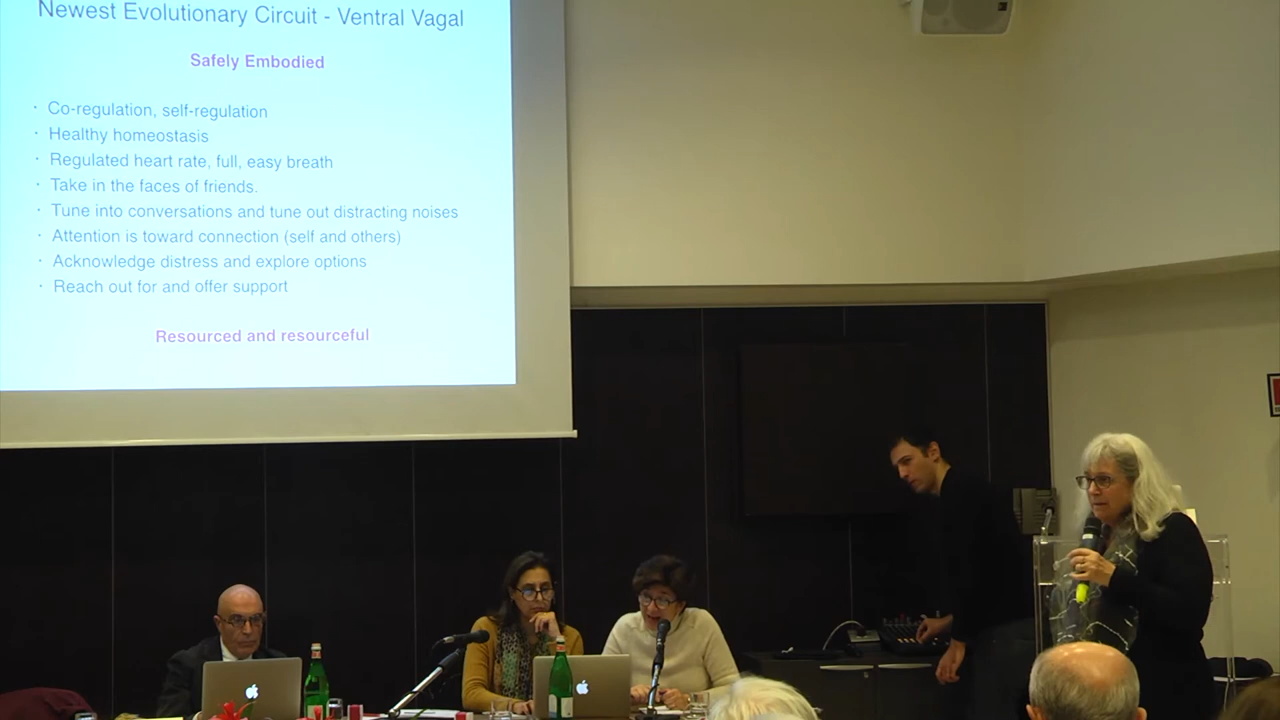 Newest Evolutionary Circuit - Ventral Vagal
Safely Embodied
· Co-regulation, self-regulation
· Healthy homeostasis
· Regulated heart rate, full, easy breath
· Take in the faces of friends.
· Tune into conversations and tune out distracting noises
· Attention is toward connection (self and others)
· Acknowledge distress and explore options
· Reach out for and offer support
Resourced and resourceful